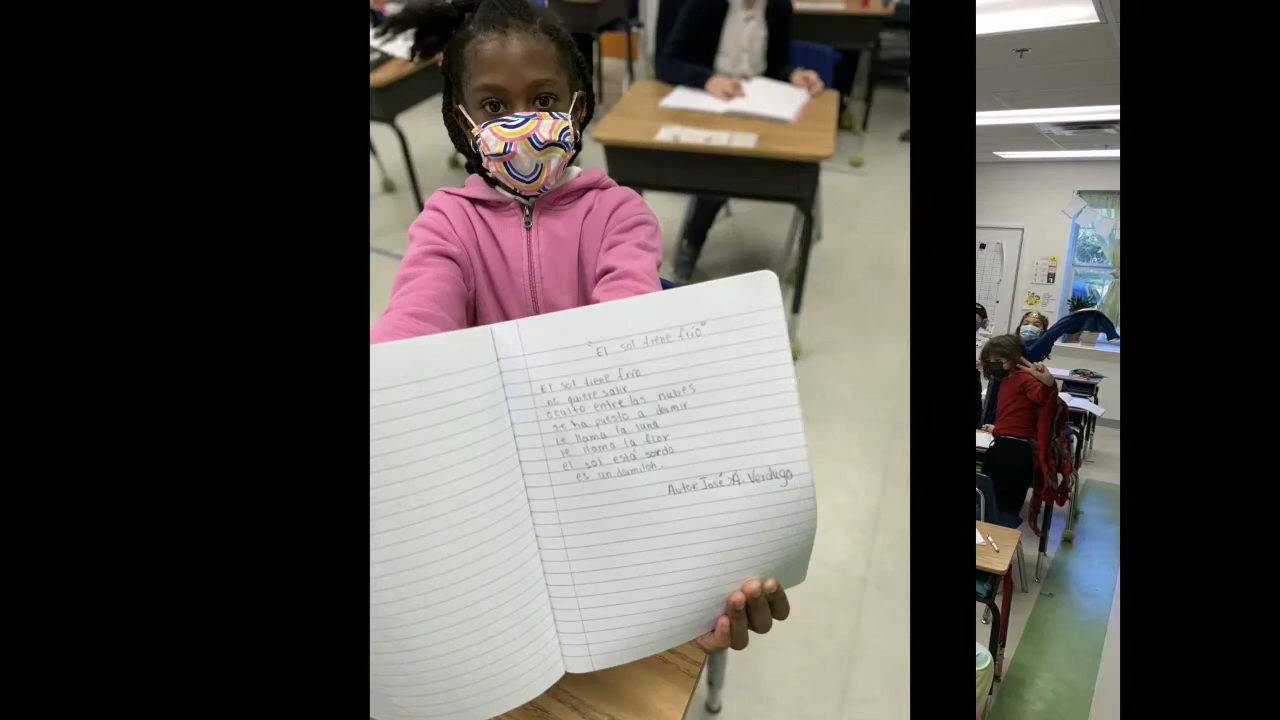 "El sol tiene frío"
El sol tiene frío
no quiere salir
oculto entre las nubes
se ha puesto a dormir
le llama la luna
le llama la flor
el sol está sordo
es un dormilón.
Autor José A. Verdugo